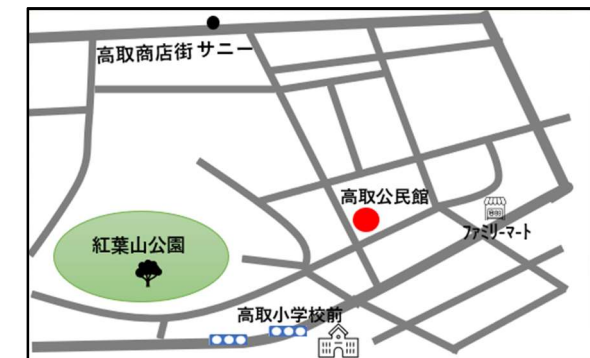 高取商店街 サニー
高取公民館
ファミリーマート
紅葉山公園
高取小学校前